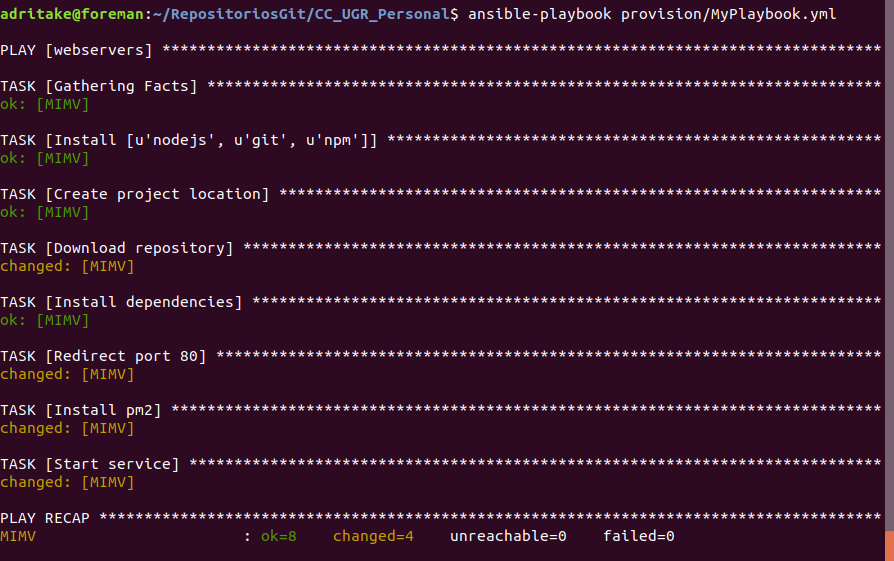 adritake@foreman:~/RepositoriosGit/CC_UGR_Personal$ ansible-playbook provision/MyPlaybook.yml
PLAY [webservers] ********************************************************************************
TASK [Gathering Facts] ***************************************************************************
ok: [MIMV]
TASK [Install [u'nodejs', u'git', u'npm']] *******************************************************
ok: [MIMV]
TASK [Create project location] *******************************************************************
ok: [MIMV]
TASK [Download repository] ***********************************************************************
changed: [MIMV]
TASK [Install dependencies] **********************************************************************
ok: [MIMV]
TASK [Redirect port 80] **************************************************************************
changed: [MIMV]
TASK [Install pm2] *******************************************************************************
changed: [MIMV]
TASK [Start service] *****************************************************************************
changed: [MIMV]
PLAY RECAP ***************************************************************************************
MIMV                       : ok=8    changed=4    unreachable=0    failed=0